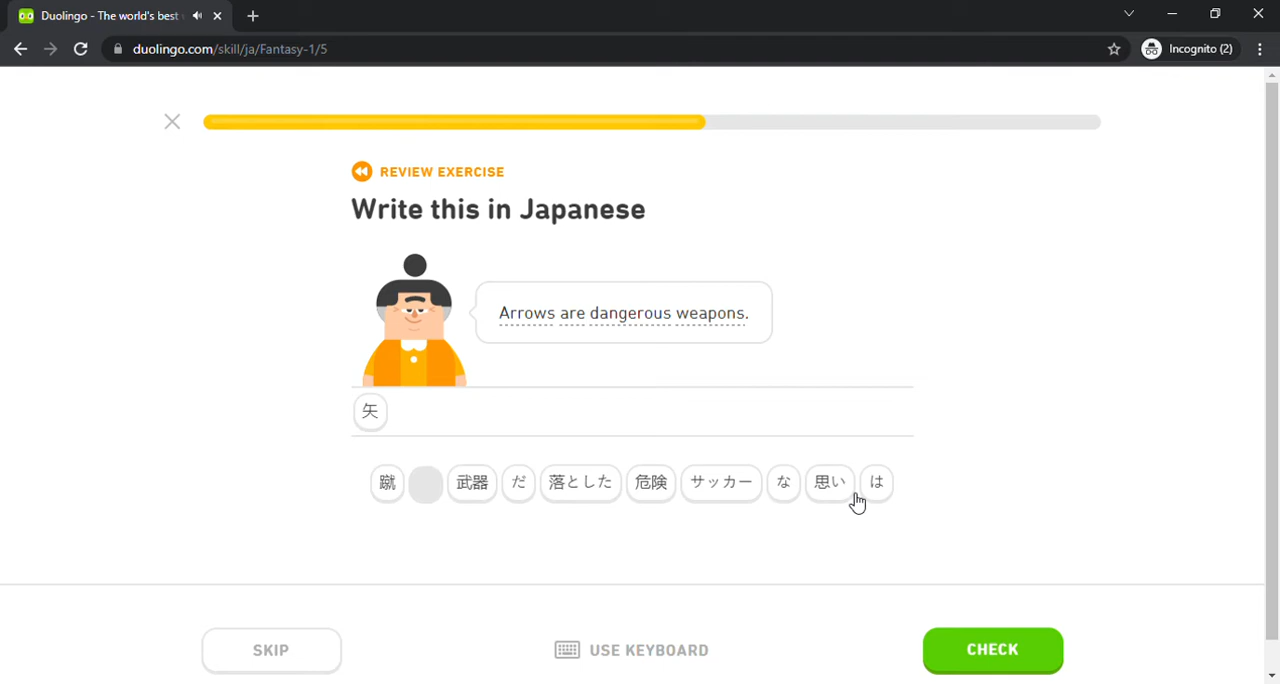 Duolingo - The world's best
duolingo.com/skill/ja/Fantasy-1/5
Incognito (2)
REVIEW EXERCISE
Write this in Japanese
Arrows are dangerous weapons.
矢
蹴 武器 だ 落とした 危険 サッカー な 思い は
SKIP
USE KEYBOARD
CHECK